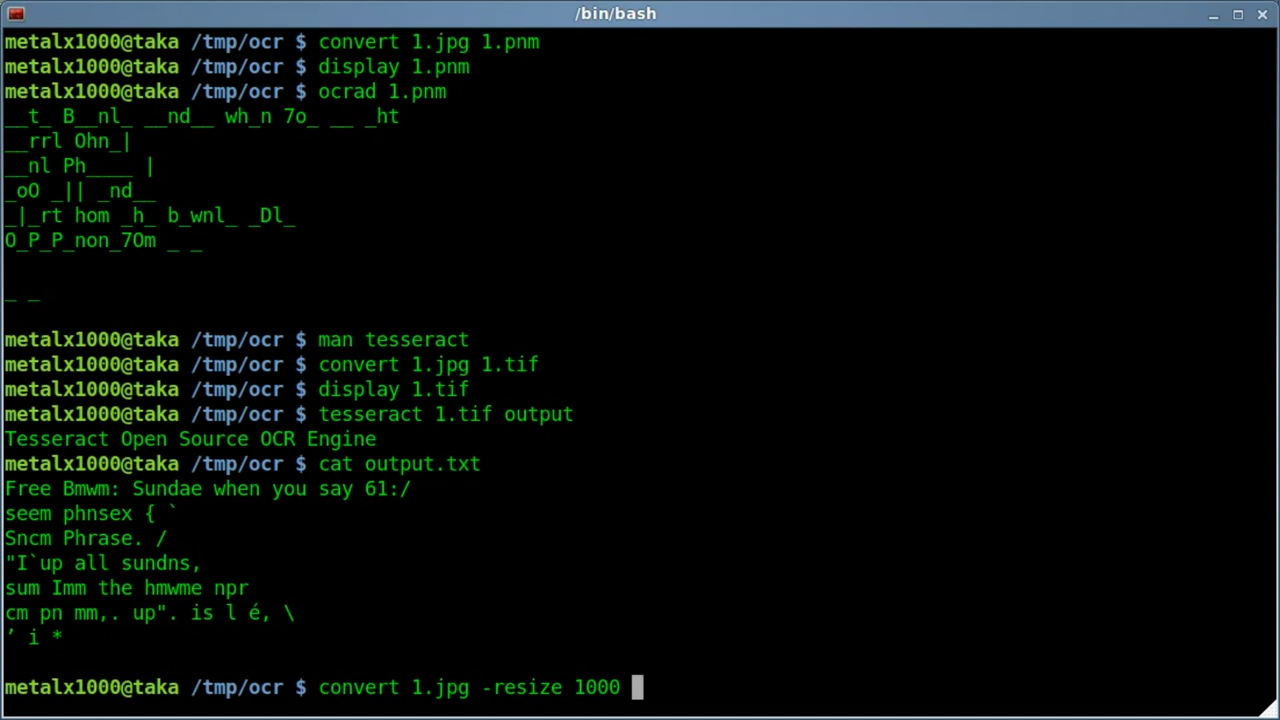 /bin/bash
metalx1000@taka /tmp/ocr $ convert 1.jpg 1.pnm
metalx1000@taka /tmp/ocr $ display 1.pnm
metalx1000@taka /tmp/ocr $ ocrad 1.pnm
__t_ B__nl_ __nd__ wh_n 7o_ __ _ht
__rrl Ohn_|
__nl Ph____ |
_oO _|| _nd__
_|_rt hom _h_ b_wnl_ _Dl_
O_P_P_non_7Om _ _
_ _
metalx1000@taka /tmp/ocr $ man tesseract
metalx1000@taka /tmp/ocr $ convert 1.jpg 1.tif
metalx1000@taka /tmp/ocr $ display 1.tif
metalx1000@taka /tmp/ocr $ tesseract 1.tif output
Tesseract Open Source OCR Engine
metalx1000@taka /tmp/ocr $ cat output.txt
Free Bmwm: Sundae when you say 61:/
seem phnsex { `
Sncm Phrase. /
"I`up all sundns,
sum Imm the hmwme npr
cm pn mm,. up". is l é, \
’ i *
metalx1000@taka /tmp/ocr $ convert 1.jpg -resize 1000